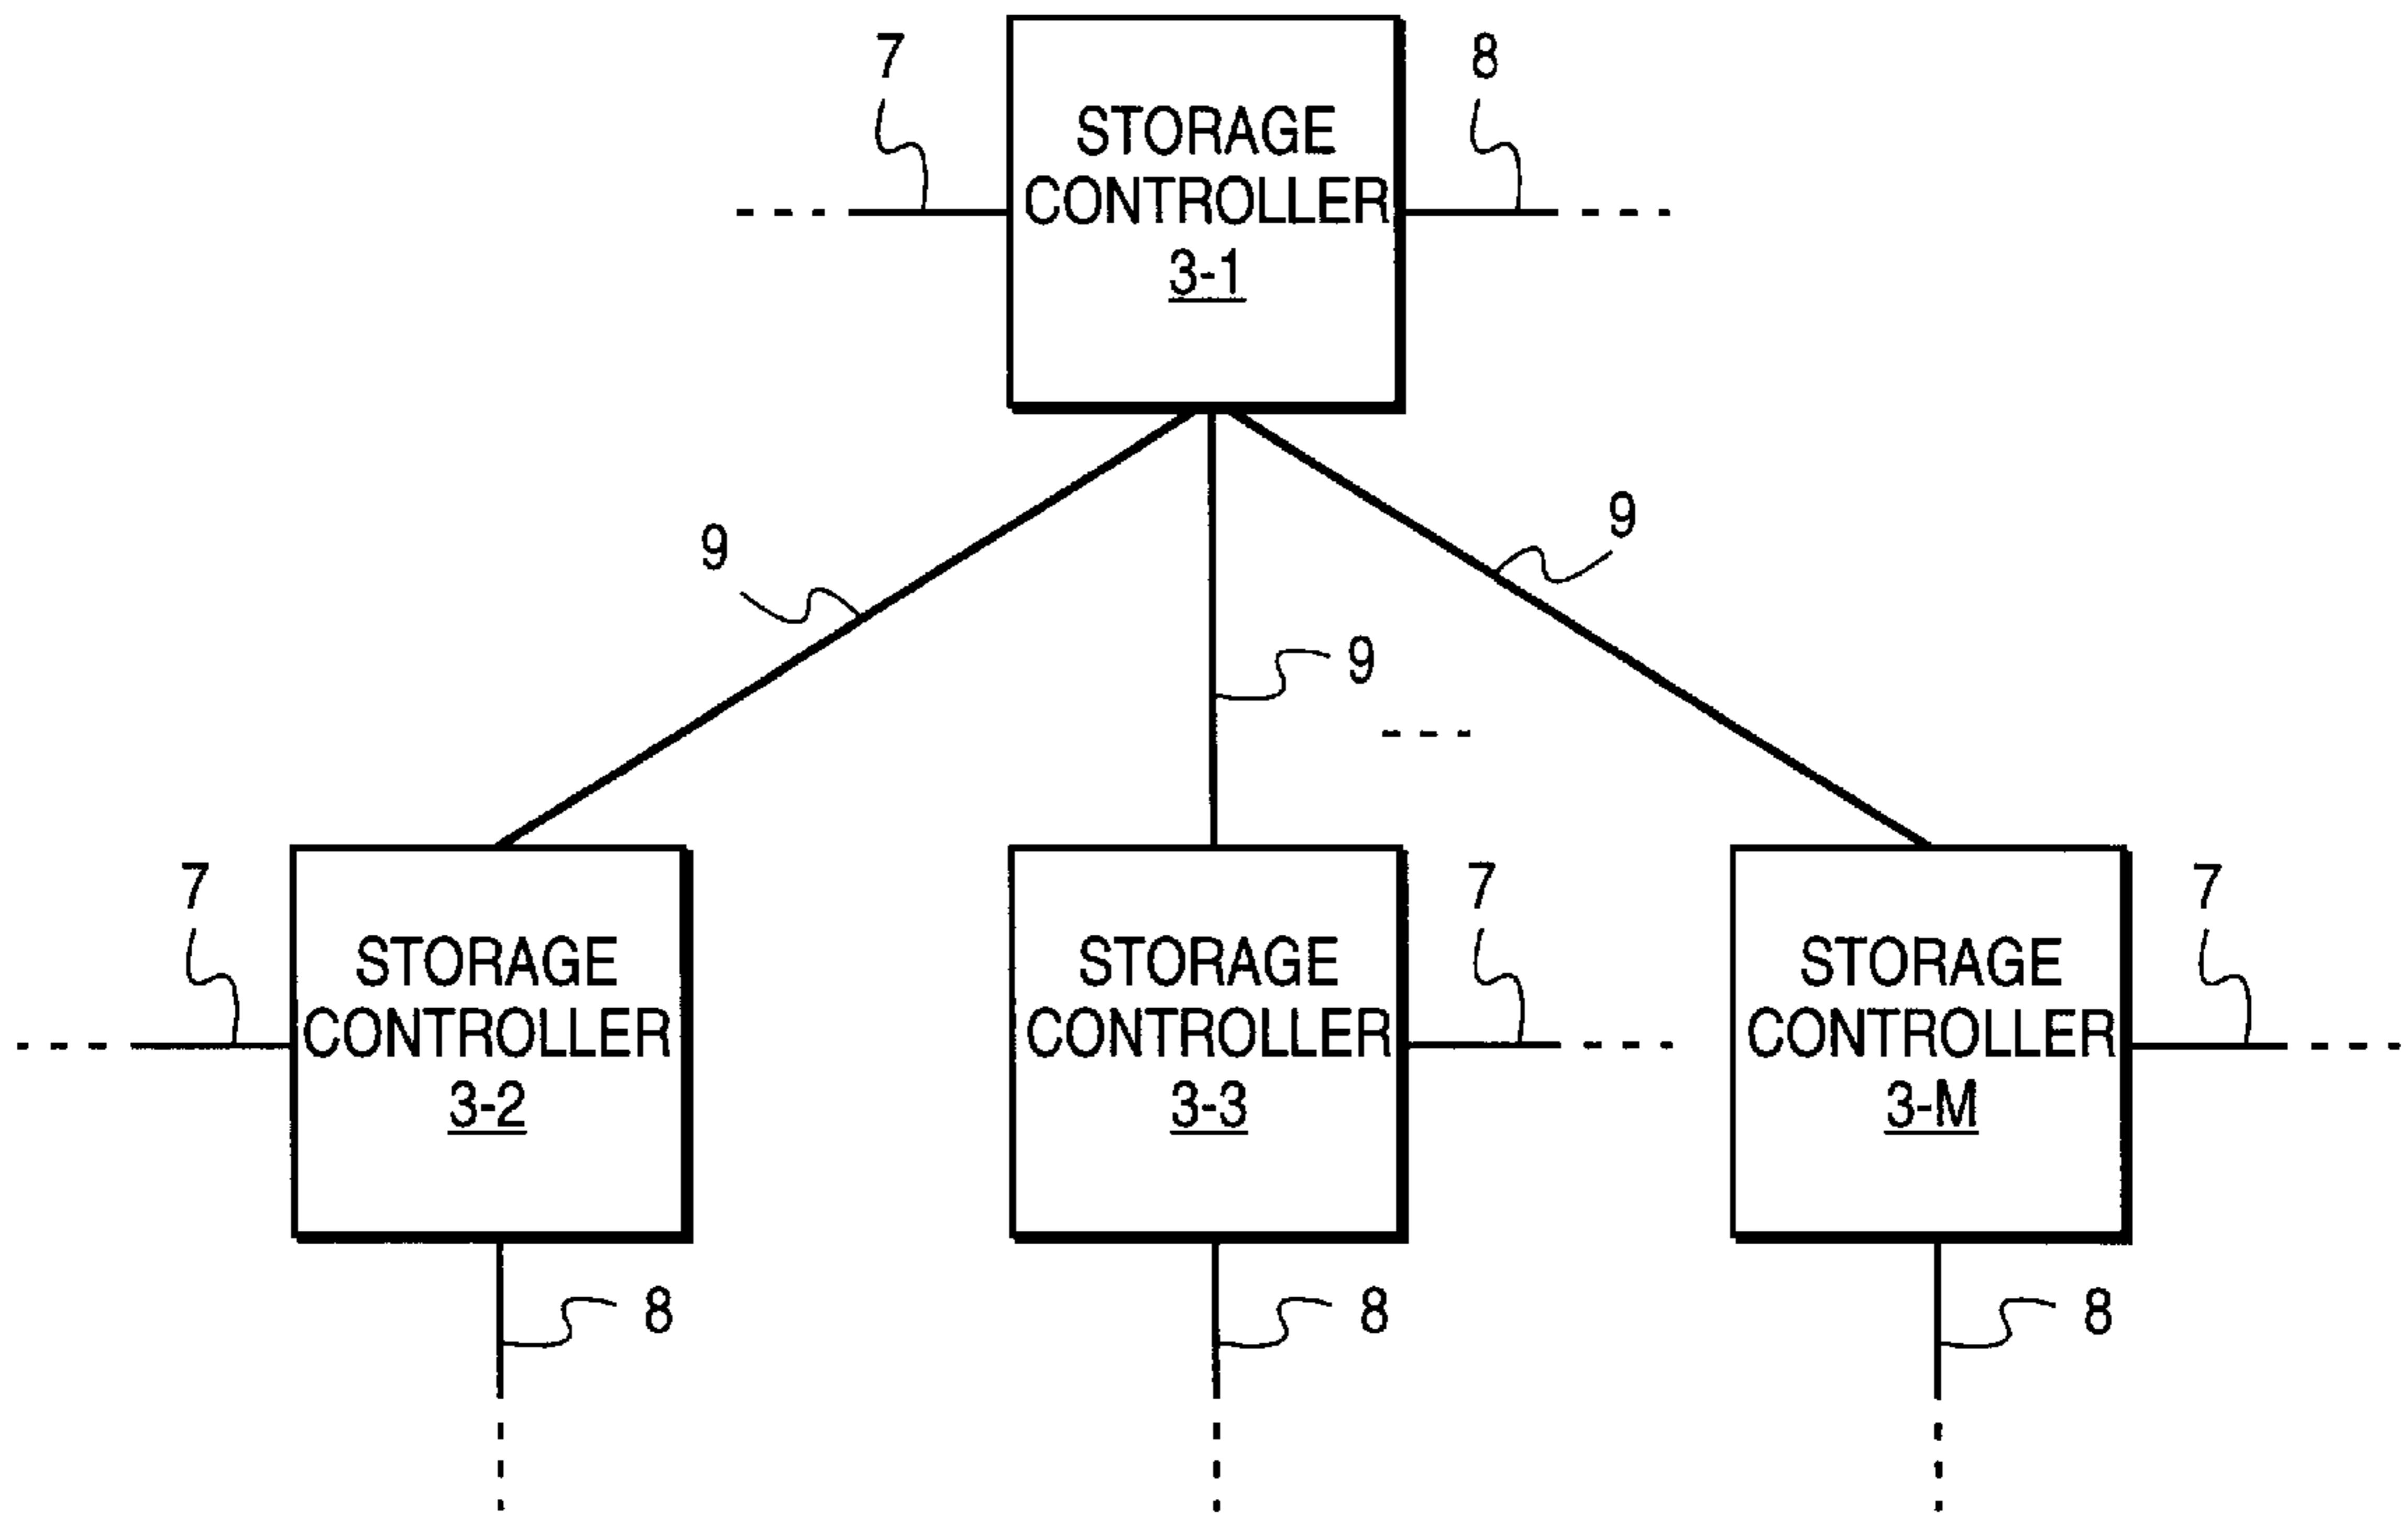 7
8
STORAGE
CONTROLLER
3-1
9
9
9
7
STORAGE
CONTROLLER
3-2
8
7
STORAGE
CONTROLLER
3-3
8
7
STORAGE
CONTROLLER
3-M
8